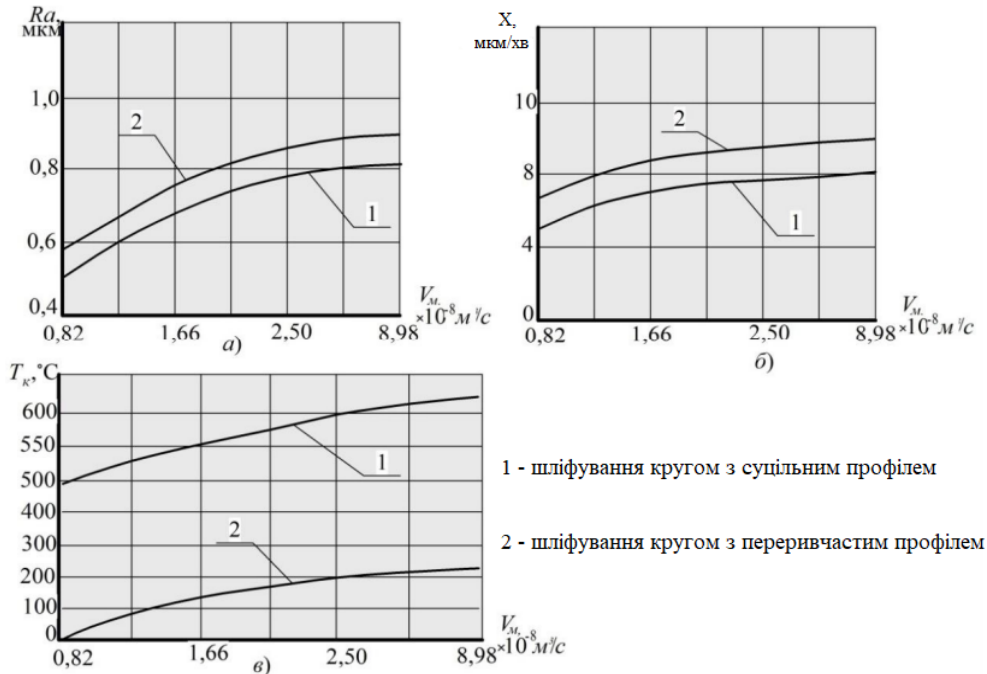 Ra,
мкм
1,0
0,8
0,6
0,4
2
1
0,82 1,66 2,50 8,98
Vм.
×10⁻⁸м³/с
а)
X,
мкм/хв
10
8
4
0
2
1
0,82 1,66 2,50 8,98
Vм.
×10⁻⁸м³/с
б)
Tк,°C
600
550
500
400
300
200
100
0
1
2
0,82 1,66 2,50 8,98
Vм.
×10⁻⁸м³/с
в)
1 - шліфування кругом з суцільним профілем
2 - шліфування кругом з переривчастим профілем